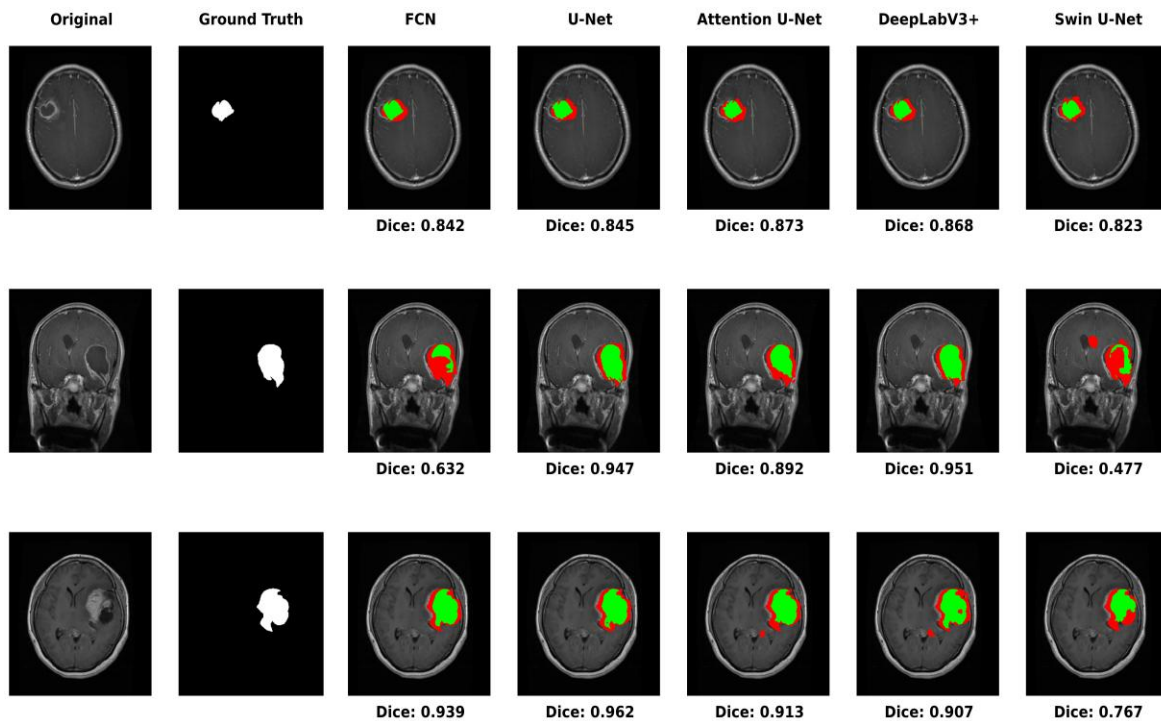 Original Ground Truth FCN U-Net Attention U-Net DeepLabV3+ Swin U-Net
Dice: 0.842 Dice: 0.845 Dice: 0.873 Dice: 0.868 Dice: 0.823
Dice: 0.632 Dice: 0.947 Dice: 0.892 Dice: 0.951 Dice: 0.477
Dice: 0.939 Dice: 0.962 Dice: 0.913 Dice: 0.907 Dice: 0.767